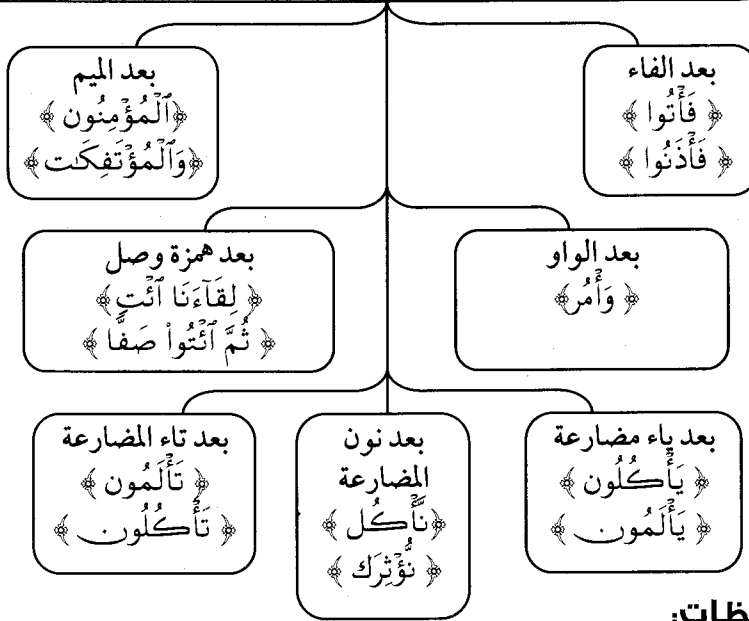 بعد الفاء
﴿ فَأْتُوا ﴾
﴿ فَأْذَنُوا ﴾
بعد الميم
﴿ ٱلْمُؤْمِنُون ﴾
﴿ وَٱلْمُؤْتَفِكَـٰت ﴾
بعد الواو
﴿ وَأْمُر ﴾
بعد همزة وصل
﴿ لِقَآءَنَا ٱئْتِ ﴾
﴿ ثُمَّ ٱئْتُوا۟ صَفًّا ﴾
بعد ياء مضارعة
﴿ يَأْكُلُون ﴾
﴿ يَأْلَمُون ﴾
بعد نون
المضارعة
﴿ نَّأْكُل ﴾
﴿ نُّؤْثِرَك ﴾
بعد تاء المضارعة
﴿ تَأْلَمُون ﴾
﴿ تَأْكُلُون ﴾
ظات: